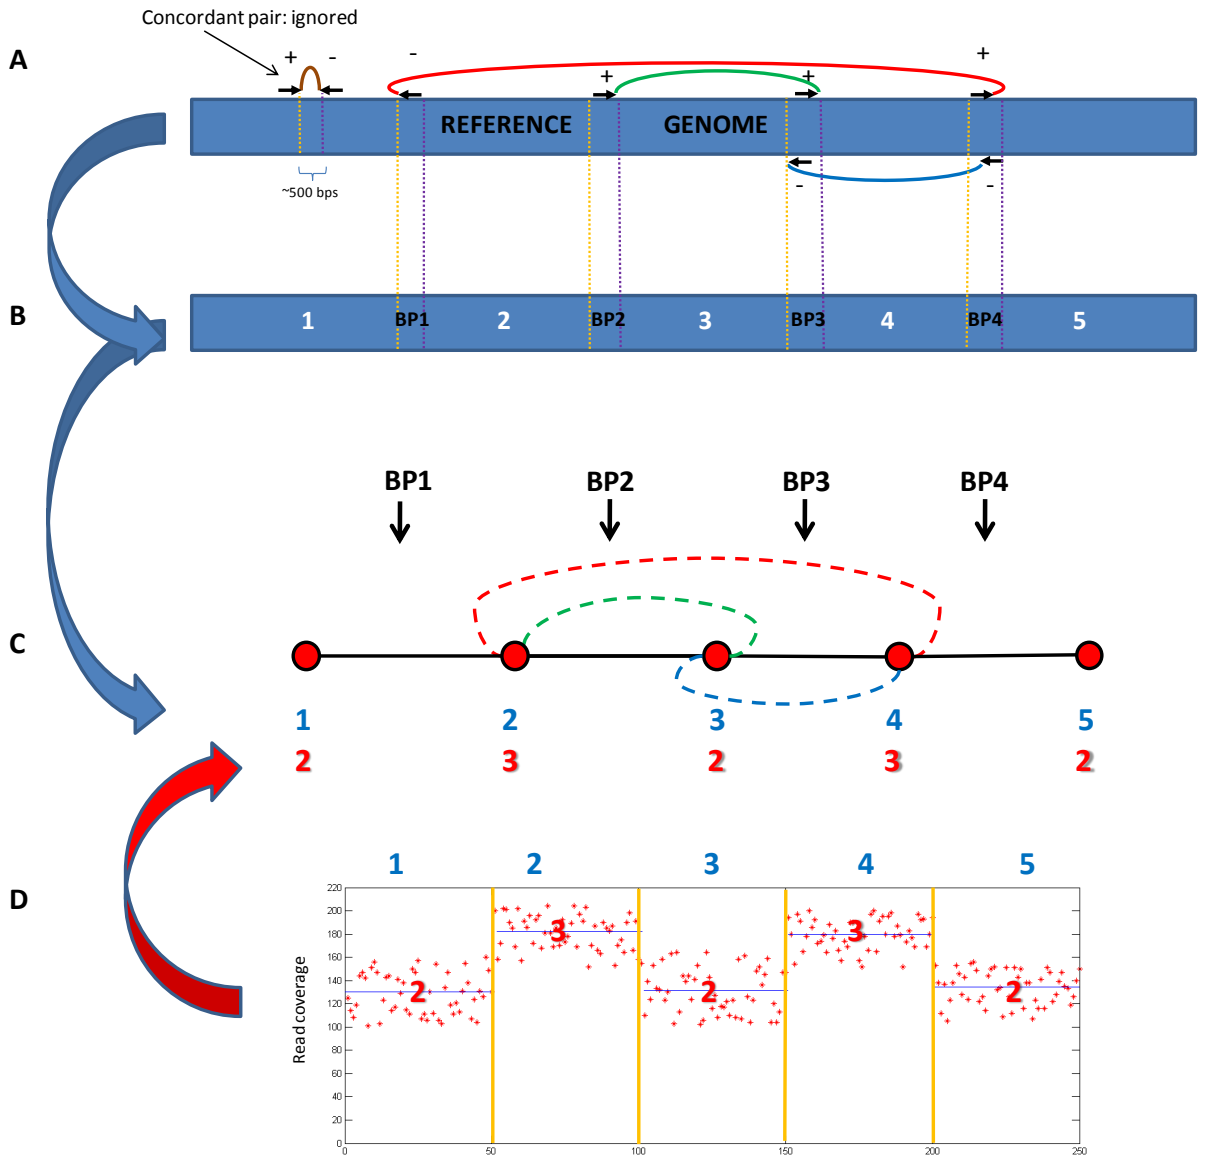 Concordant pair: ignored
A
+ - - + + +
REFERENCE GENOME
~500 bps
- -
B
1 BP1 2 BP2 3 BP3 4 BP4 5
BP1 BP2 BP3 BP4
C
1 2 3 4 5
2 3 2 3 2
D
1 2 3 4 5
220
200
180
160
140
120
100
80
60
40
20
0
Read coverage
2 3 2 3 2
0 50 100 150 200 250